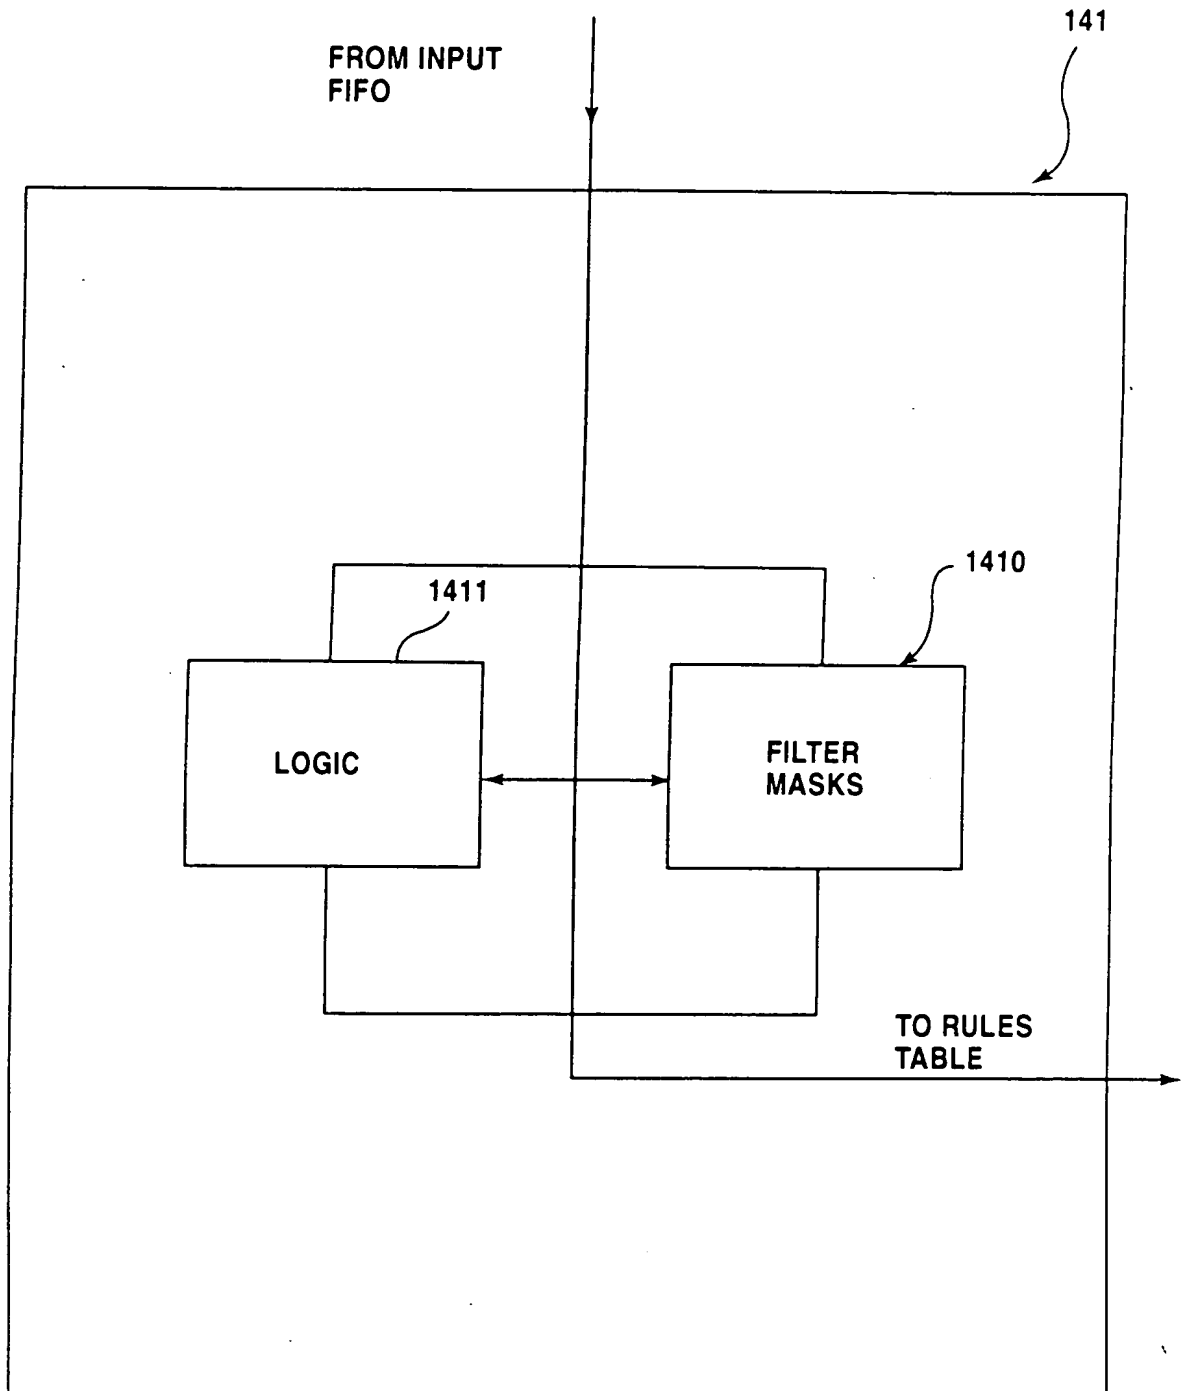 141
FROM INPUT
FIFO
1410
1411
LOGIC
FILTER
MASKS
TO RULES
TABLE